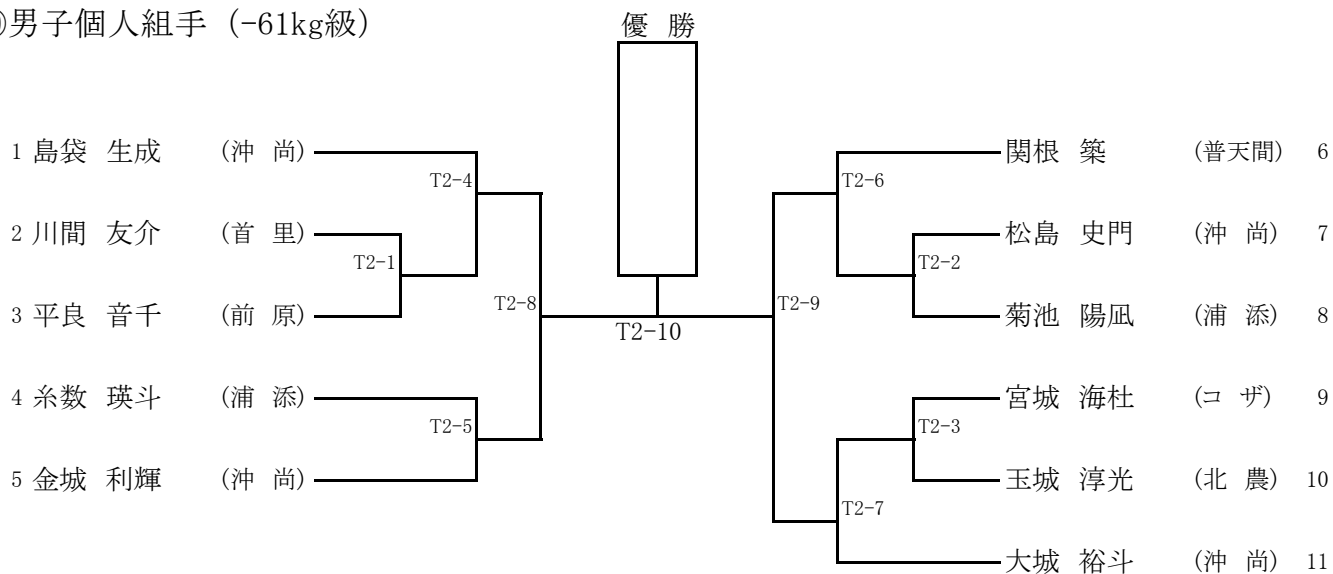 男子個人組手 (-61kg級)
優 勝
1 島袋 生成 (沖 尚)
関根 築 (普天間) 6
T2-4
T2-6
2 川間 友介 (首 里)
松島 史門 (沖 尚) 7
T2-1
T2-2
3 平良 音千 (前 原)
T2-8
T2-9
菊池 陽凪 (浦 添) 8
T2-10
4 糸数 瑛斗 (浦 添)
宮城 海杜 (コ ザ) 9
T2-5
T2-3
5 金城 利輝 (沖 尚)
玉城 淳光 (北 農) 10
T2-7
大城 裕斗 (沖 尚) 11